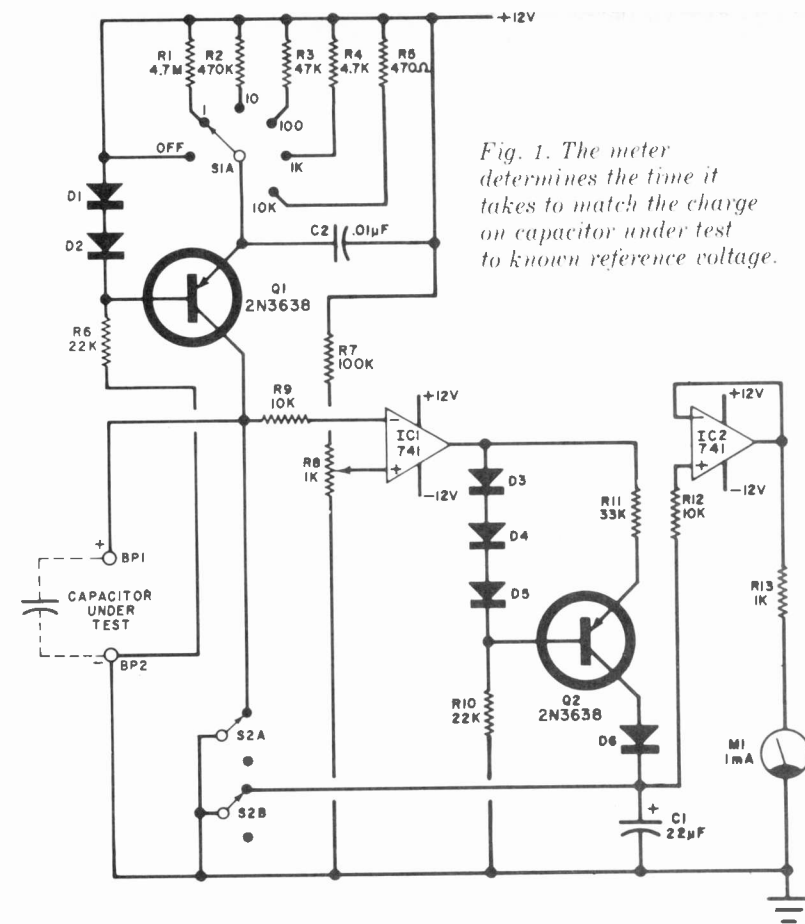 +12V
R1
4.7M
R2
470K
R3
47K
R4
4.7K
R5
470Ω
1
10
100
1K
10K
OFF
S1A
D1
D2
C2 .01µF
Q1
2N3638
R6
22K
R7
100K
R9
10K
R8
1K
Fig. 1. The meter
determines the time it
takes to match the charge
on capacitor under test
to known reference voltage.
-
IC1
741
+
+12V
-12V
-
IC2
741
+
+12V
-12V
D3
D4
D5
R11
33K
R12
10K
R13
1K
+
BP1
CAPACITOR
UNDER
TEST
-
BP2
R10
22K
Q2
2N3638
D6
M1
1mA
S2A
S2B
+
C1
22µF